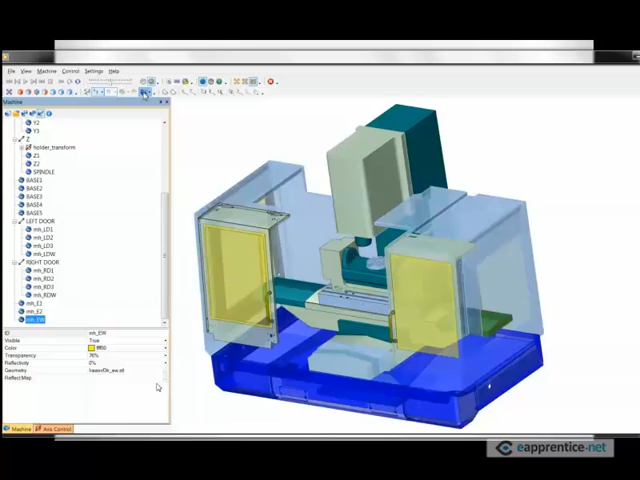 File View Machine Control Settings Help
Machine
Y2
Y3
Z
holder_transform
Z1
Z2
SPINDLE
BASE1
BASE2
BASE3
BASE4
BASE5
LEFT DOOR
mh_LD1
mh_LD2
mh_LD3
mh_LDW
RIGHT DOOR
mh_RD1
mh_RD2
mh_RD3
mh_RDW
mh_E1
mh_E2
mh_EW
ID mh_EW
Visible True
Color
Transparency 76%
Reflectivity 0%
Geometry
ReflectMap
Machine Axis Control
eapprentice.net